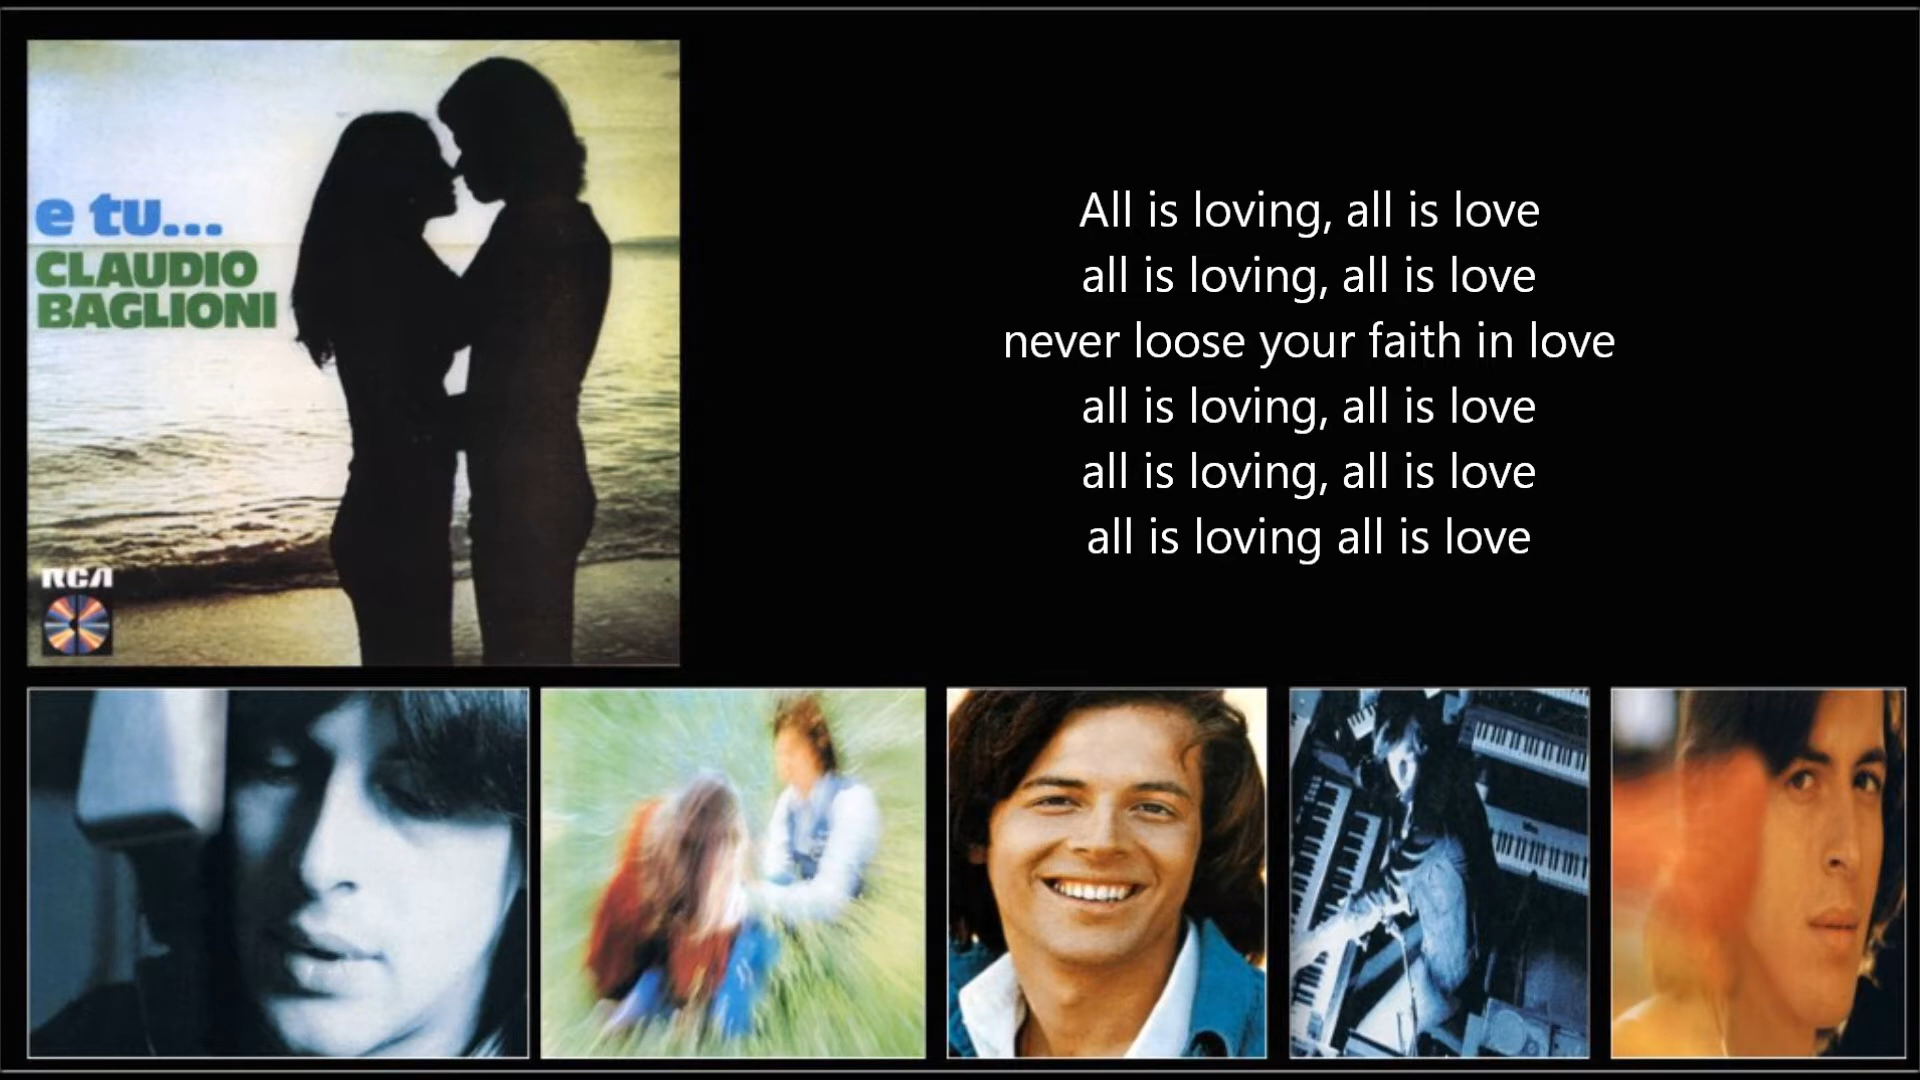 e tu...
CLAUDIO
BAGLIONI
RCA
All is loving, all is love
all is loving, all is love
never loose your faith in love
all is loving, all is love
all is loving, all is love
all is loving all is love